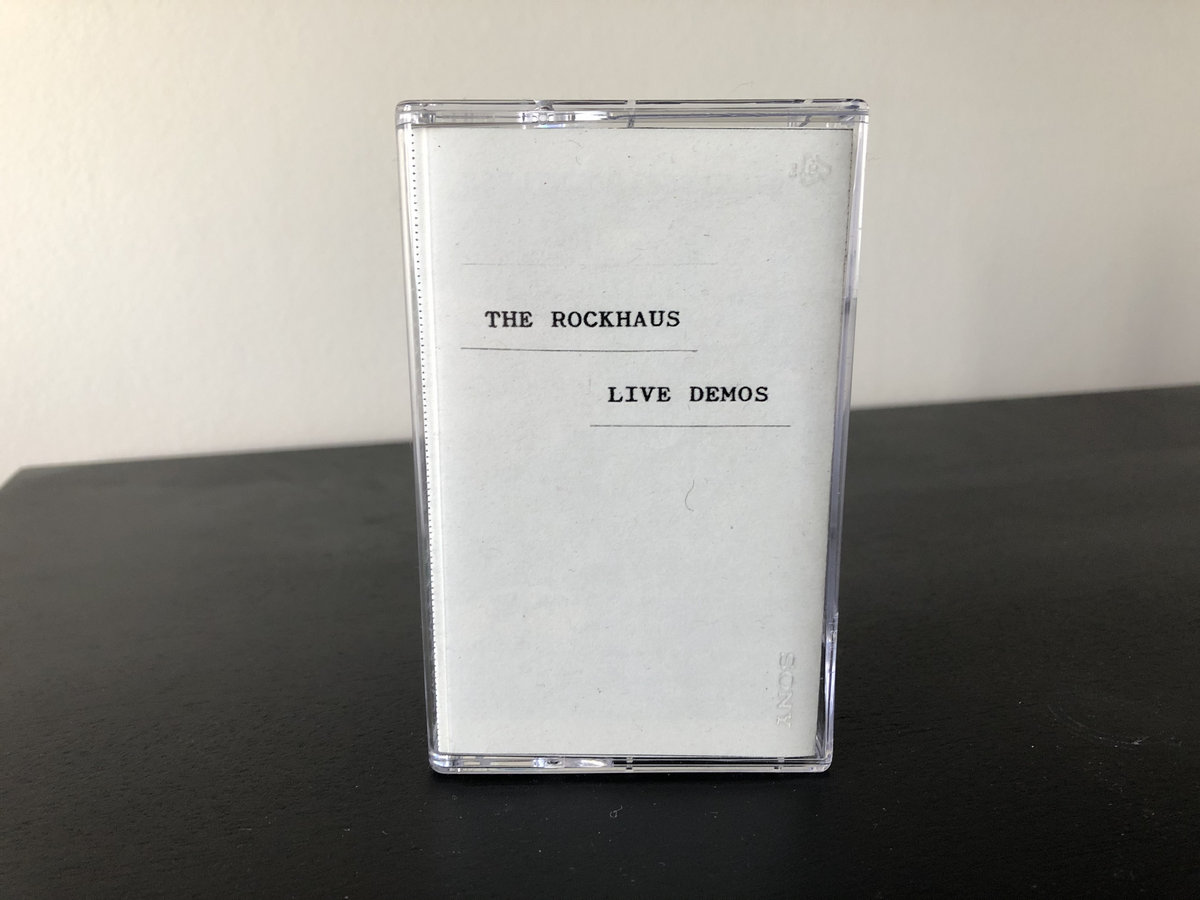 THE ROCKHAUS
LIVE DEMOS
SONY